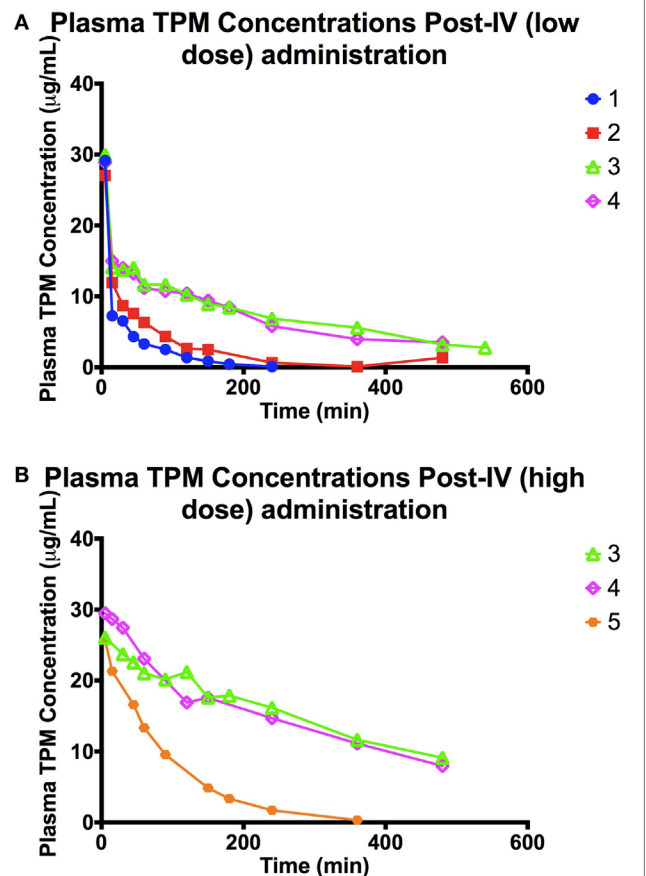 A Plasma TPM Concentrations Post-IV (low
dose) administration
Plasma TPM Concentration (μg/mL)
40
30
20
10
0
0 200 400 600
Time (min)
1
2
3
4
B Plasma TPM Concentrations Post-IV (high
dose) administration
Plasma TPM Concentration (μg/mL)
40
30
20
10
0
0 200 400 600
Time (min)
3
4
5